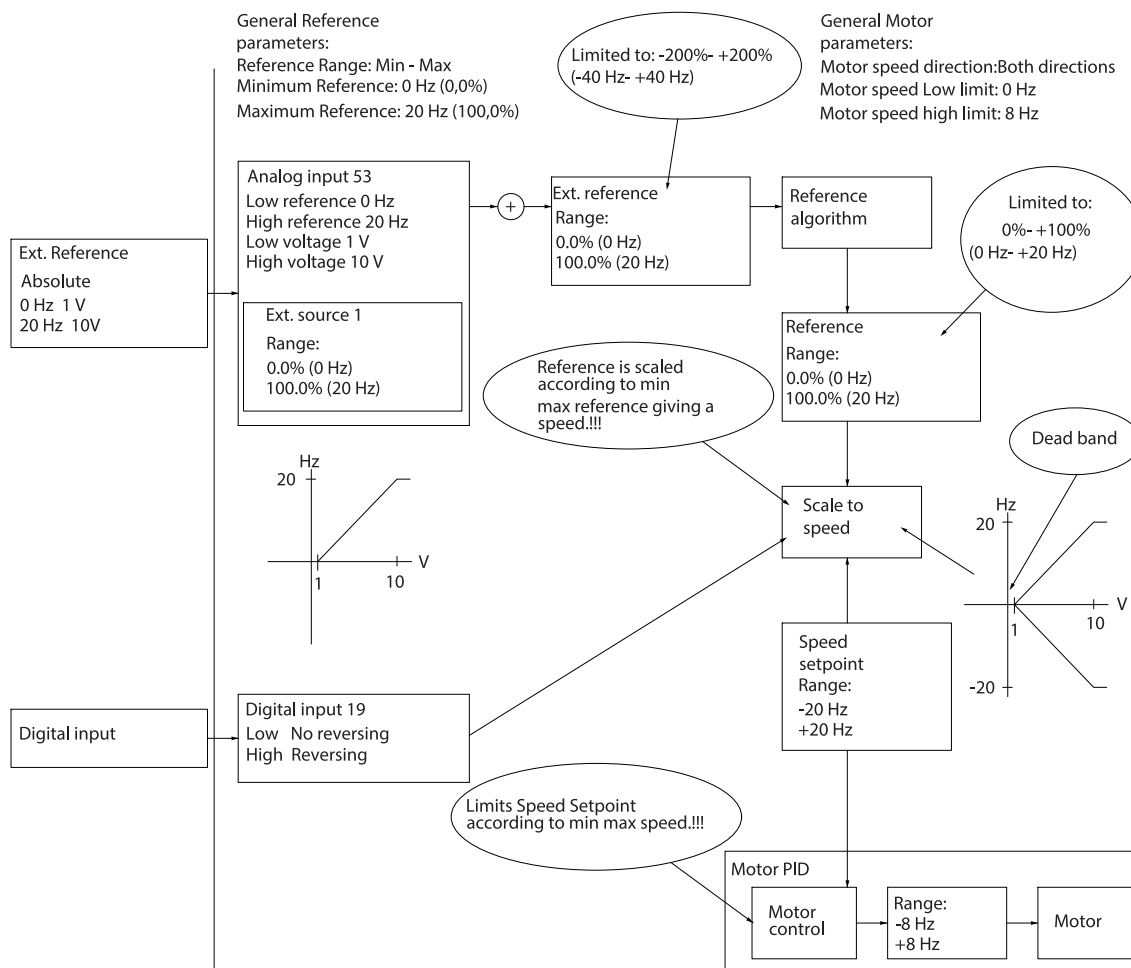 General Reference
parameters:
Reference Range: Min - Max
Minimum Reference: 0 Hz (0,0%)
Maximum Reference: 20 Hz (100,0%)
Limited to: -200%- +200%
(-40 Hz- +40 Hz)
General Motor
parameters:
Motor speed direction:Both directions
Motor speed Low limit: 0 Hz
Motor speed high limit: 8 Hz
Ext. Reference
Absolute
0 Hz 1 V
20 Hz 10V
Analog input 53
Low reference 0 Hz
High reference 20 Hz
Low voltage 1 V
High voltage 10 V
Ext. source 1
Range:
0.0% (0 Hz)
100.0% (20 Hz)
+
Ext. reference
Range:
0.0% (0 Hz)
100.0% (20 Hz)
Reference
algorithm
Limited to:
0%- +100%
(0 Hz- +20 Hz)
Reference
Range:
0.0% (0 Hz)
100.0% (20 Hz)
Reference is scaled
according to min
max reference giving a
speed.!!!
Dead band
Hz
20
V
1
10
Scale to
speed
Hz
20
V
1
10
-20
Speed
setpoint
Range:
-20 Hz
+20 Hz
Digital input
Digital input 19
Low No reversing
High Reversing
Limits Speed Setpoint
according to min max speed.!!!
Motor PID
Motor
control
Range:
-8 Hz
+8 Hz
Motor